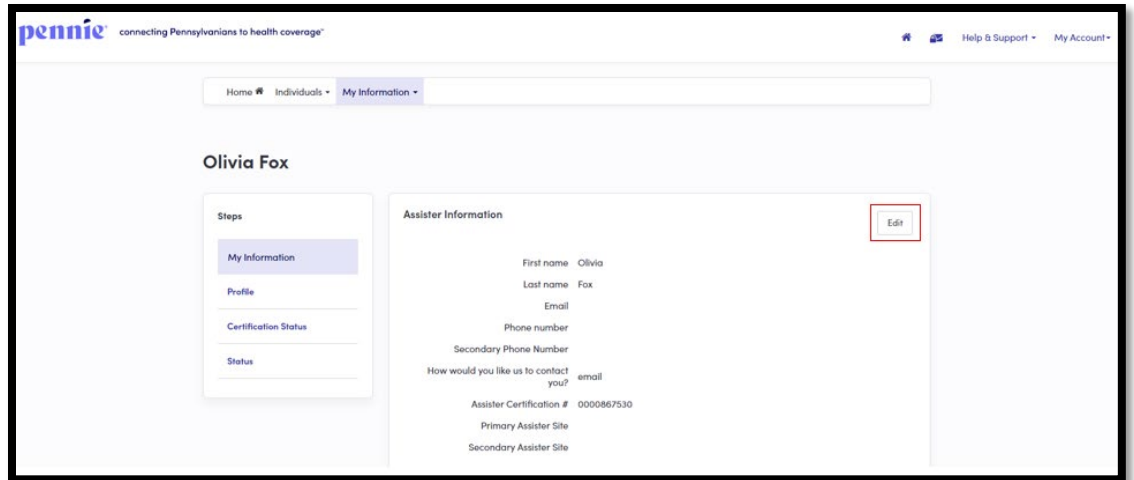 pennie® connecting Pennsylvanians to health coverage™
Help & Support My Account
Home Individuals My Information
Olivia Fox
Steps
My Information
Profile
Certification Status
Status
Assister Information
Edit
First name Olivia
Last name Fox
Email
Phone number
Secondary Phone Number
How would you like us to contact
you? email
Assister Certification # 0000867530
Primary Assister Site
Secondary Assister Site